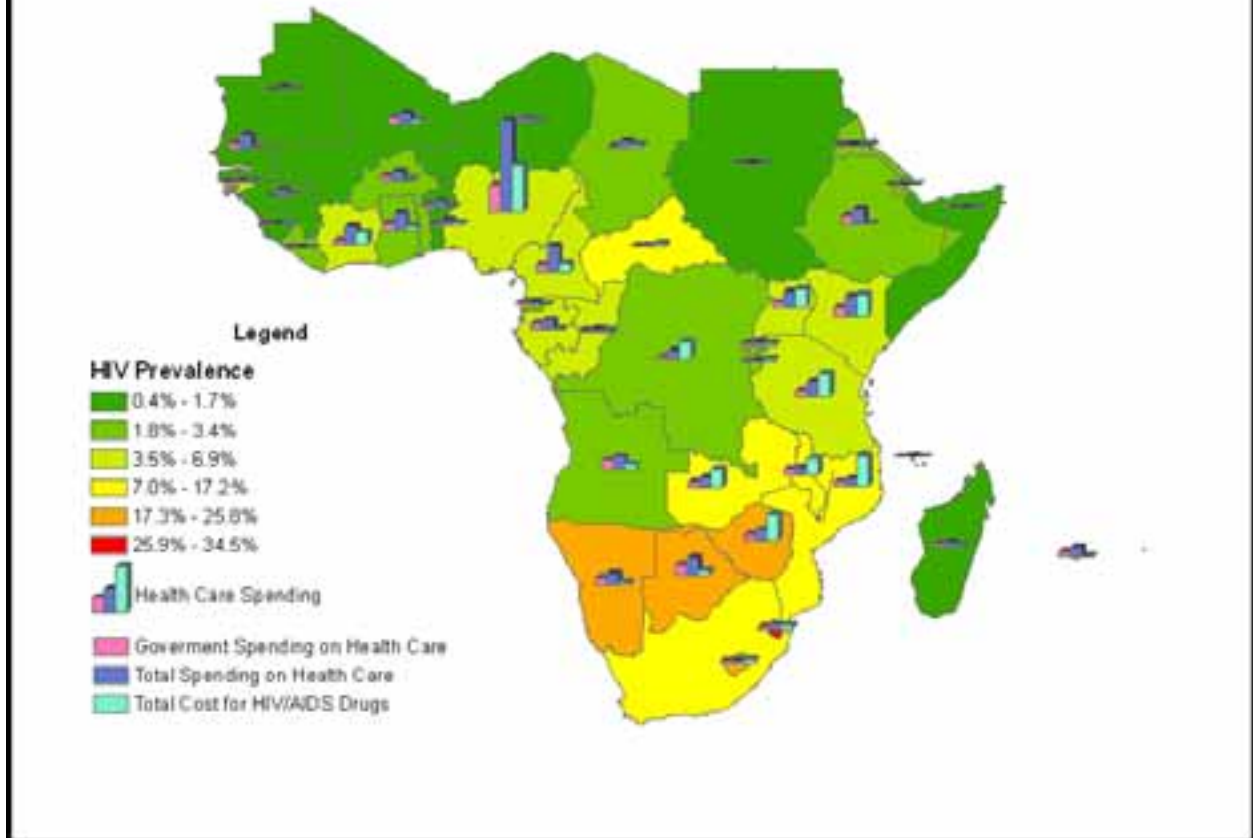 Legend
HIV Prevalence
0.4% - 1.7%
1.8% - 3.4%
3.5% - 6.9%
7.0% - 17.2%
17.3% - 25.8%
25.9% - 34.5%
Health Care Spending
Goverment Spending on Health Care
Total Spending on Health Care
Total Cost for HIV/AIDS Drugs